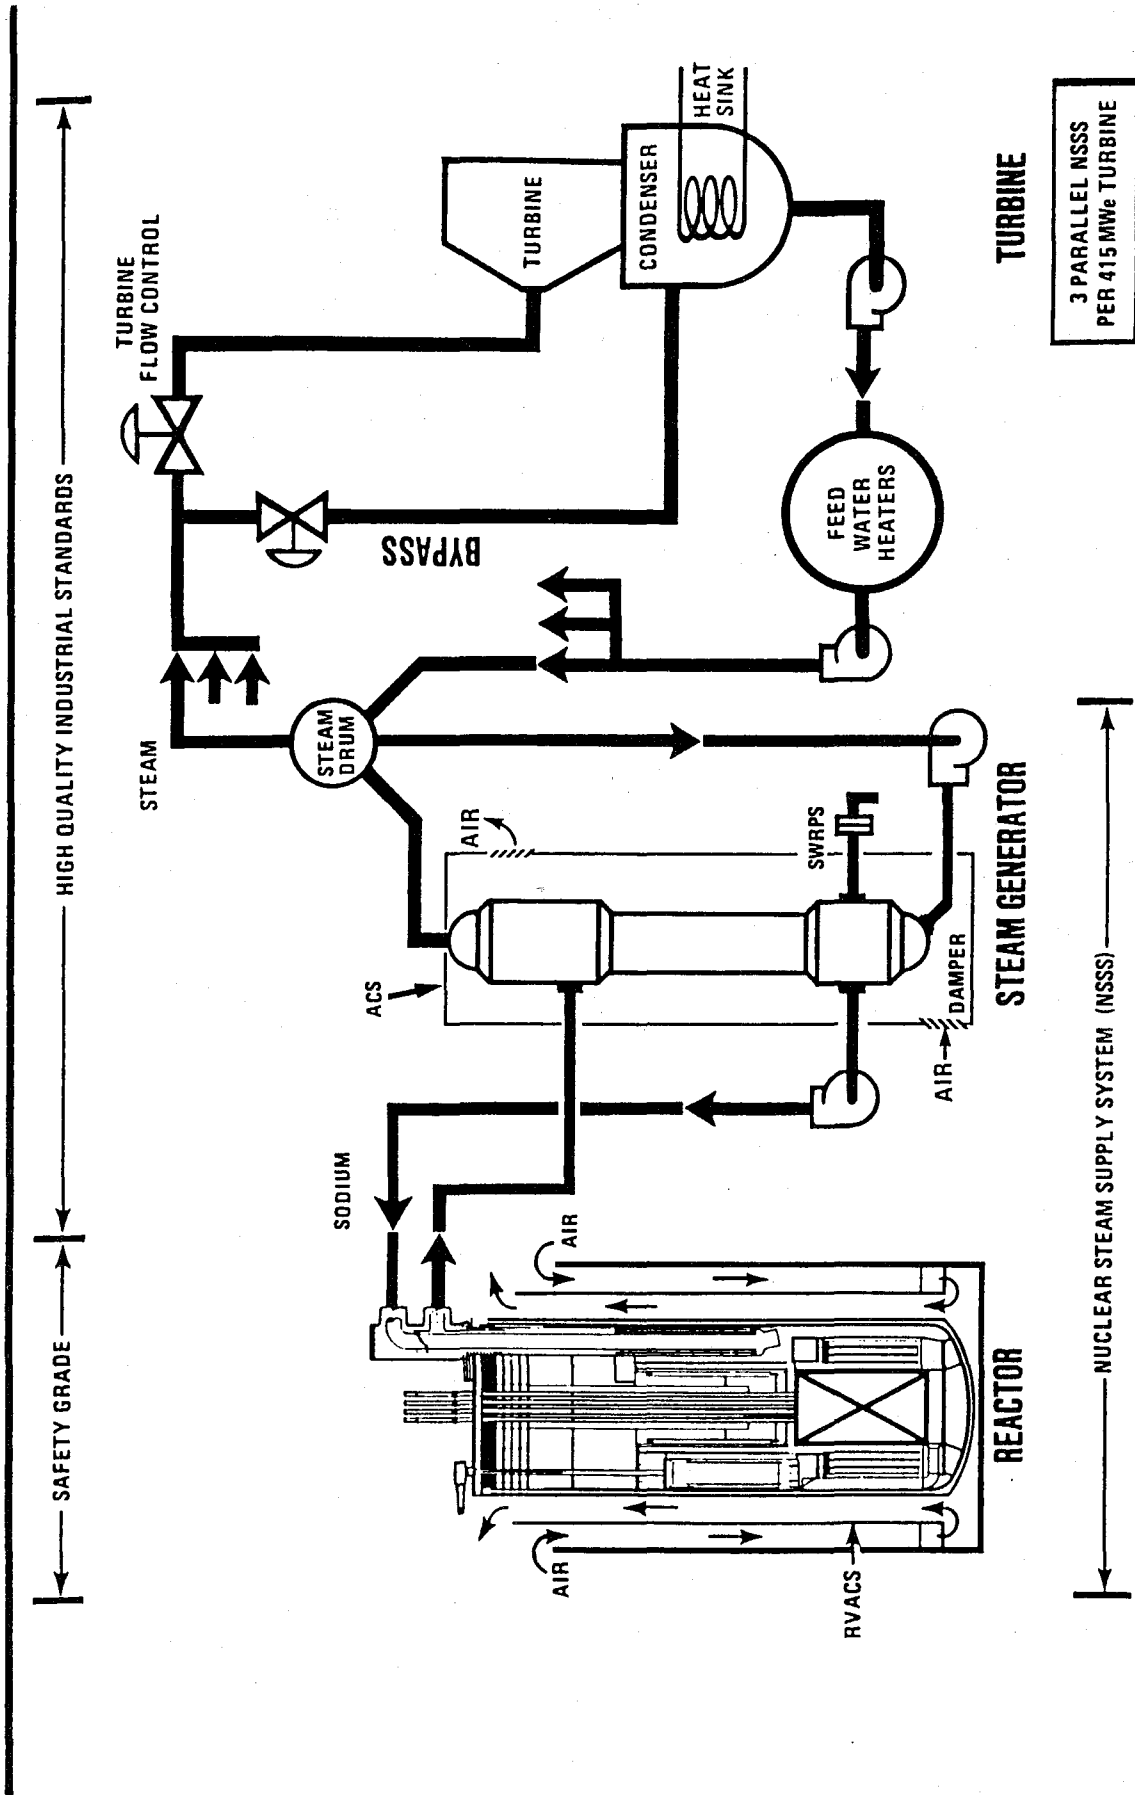 SAFETY GRADE
HIGH QUALITY INDUSTRIAL STANDARDS
TURBINE
FLOW CONTROL
STEAM
SODIUM
STEAM
DRUM
BYPASS
TURBINE
CONDENSER
HEAT
SINK
ACS
AIR
AIR
AIR
RVACS
AIR
DAMPER
SWRPS
FEED
WATER
HEATERS
REACTOR
STEAM GENERATOR
TURBINE
NUCLEAR STEAM SUPPLY SYSTEM (NSSS)
3 PARALLEL NSSS
PER 415 MWe TURBINE